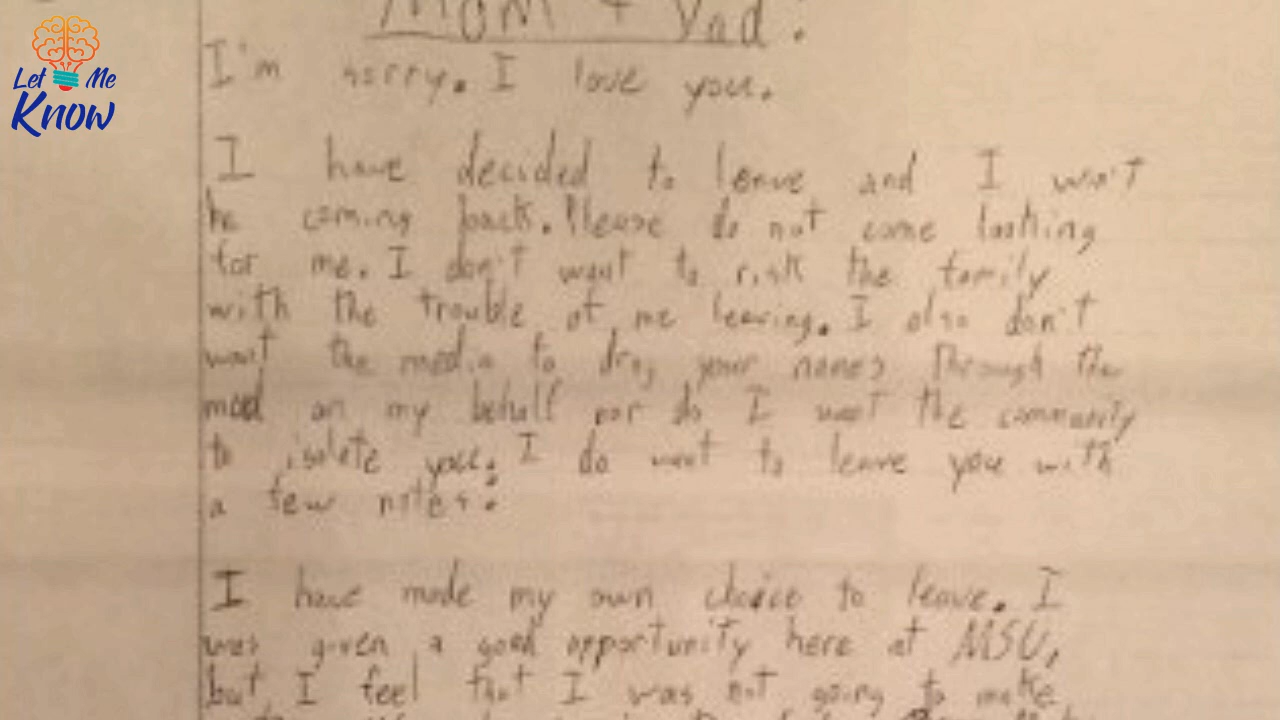 Let Me
Know
Mom + Dad:
I'm sorry. I love you.
I have decided to leave and I won't
be coming back. Please do not come looking
for me. I don't want to risk the family
with the trouble of me leaving. I also don't
want the media to drag your names through the
mud on my behalf nor do I want the community
to isolate you. I do want to leave you with
a few notes:
I have made my own choice to leave. I
was given a good opportunity here at MSU,
but I feel that I was not going to make